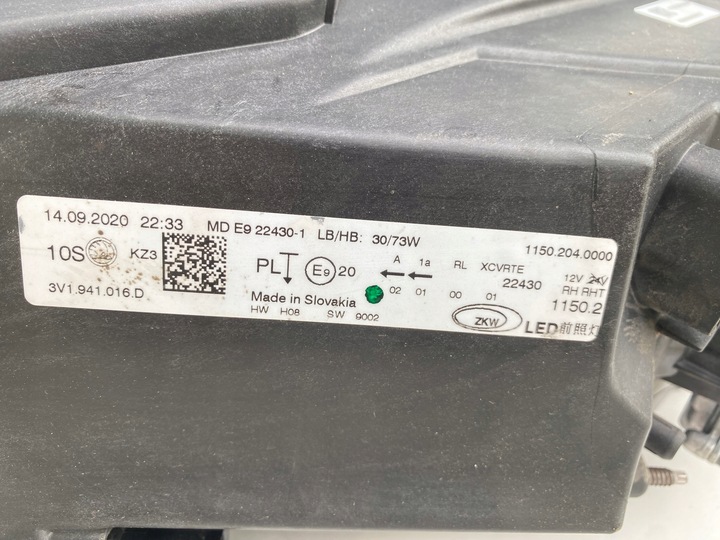 14.09.2020 22:33 MD E9 22430-1 LB/HB: 30/73W 1150.204.0000
10S KZ3 PL E9 20 A 1a RL XCVRTE 12V 24V
02 01 00 01 22430 RH RHT
3V1.941.016.D Made in Slovakia 1150.2
HW H08 SW 9002 ZKW LED前照灯